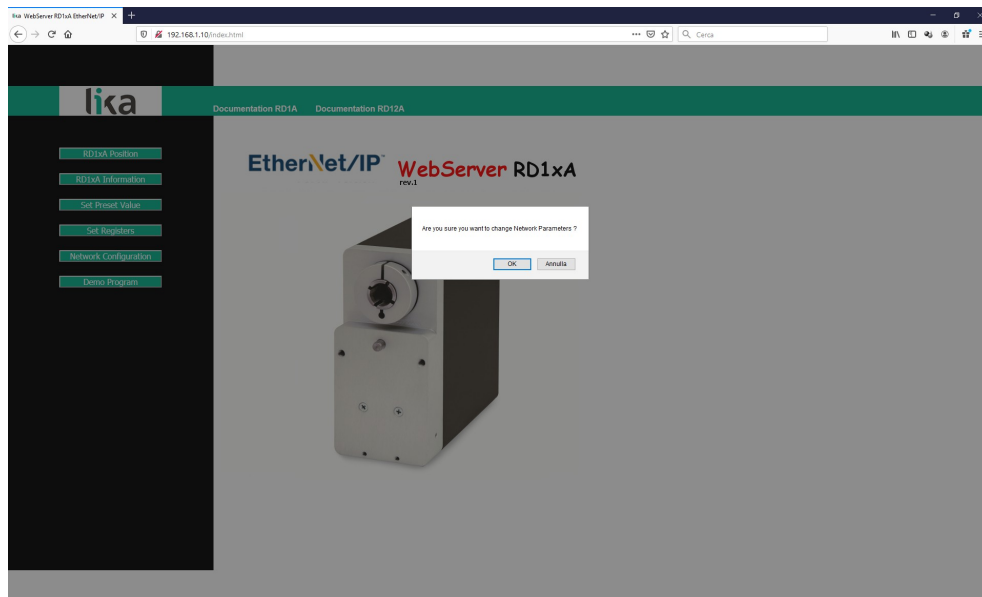 lika WebServer RD1xA EtherNet/IP
192.168.1.10/index.html
Cerca
lika
Documentation RD1A Documentation RD12A
RD1xA Position
RD1xA Information
Set Preset Value
Set Registers
Network Configuration
Demo Program
EtherNet/IP™ WebServer RD1xA
rev.1
Are you sure you want to change Network Parameters ?
OK Annulla